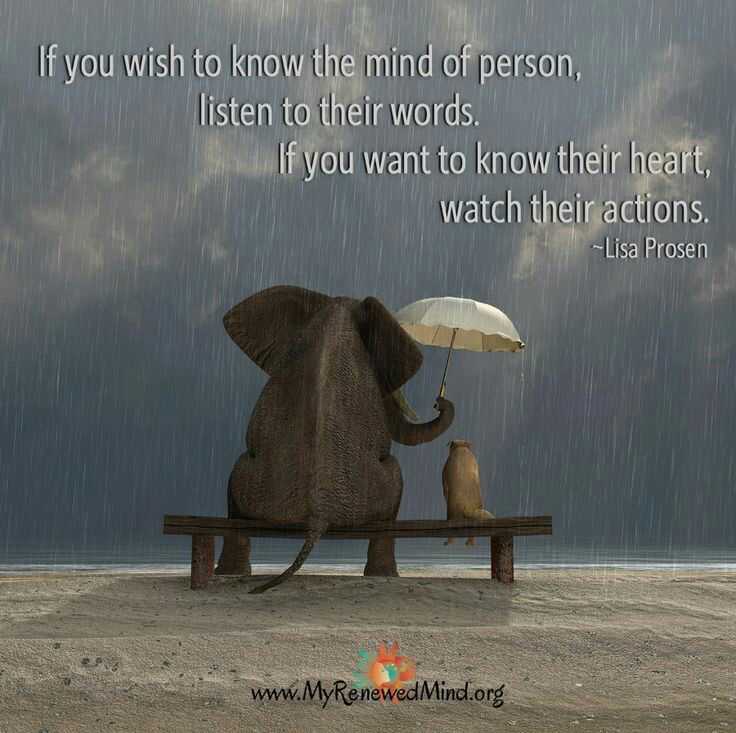 If you wish to know the mind of person,
listen to their words.
If you want to know their heart,
watch their actions.
~Lisa Prosen
www.MyRenewedMind.org